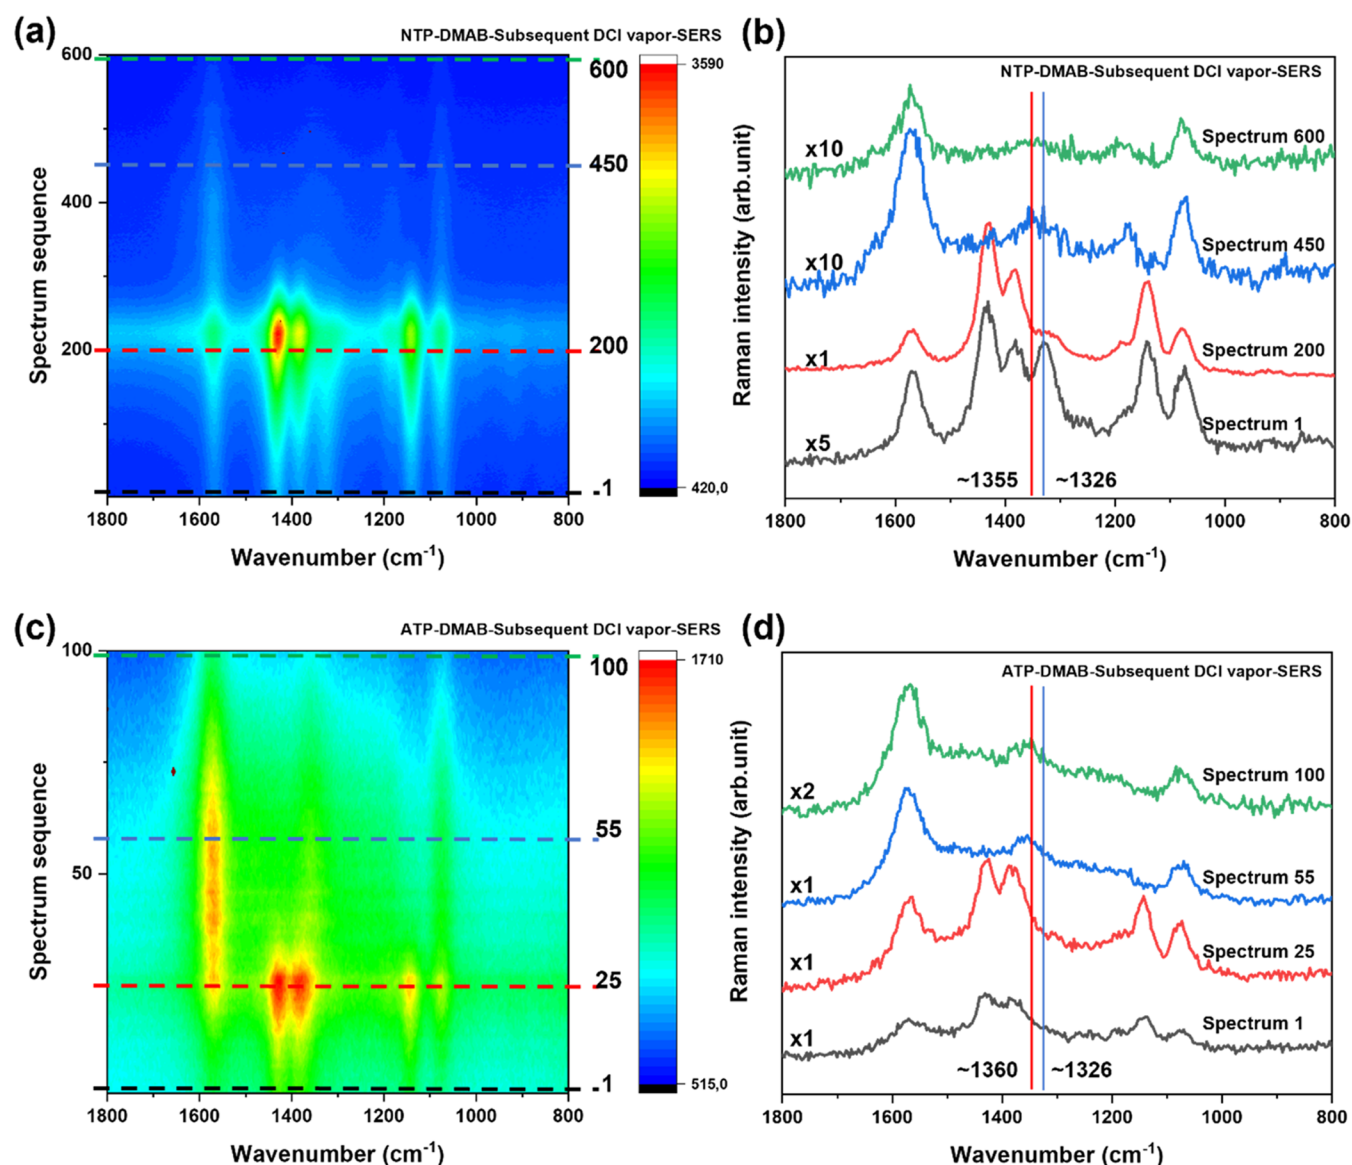 (a)
NTP-DMAB-Subsequent DCI vapor-SERS
600
400
200
Spectrum sequence
600
450
200
1
3590
420,0
1800 1600 1400 1200 1000 800
Wavenumber (cm-1)
(b)
NTP-DMAB-Subsequent DCI vapor-SERS
Raman intensity (arb.unit)
x10
Spectrum 600
x10
Spectrum 450
x1
Spectrum 200
x5
Spectrum 1
~1355
~1326
1800 1600 1400 1200 1000 800
Wavenumber (cm-1)
(c)
ATP-DMAB-Subsequent DCI vapor-SERS
100
50
Spectrum sequence
100
55
25
1
1710
515,0
1800 1600 1400 1200 1000 800
Wavenumber (cm-1)
(d)
ATP-DMAB-Subsequent DCI vapor-SERS
Raman intensity (arb.unit)
x2
Spectrum 100
x1
Spectrum 55
x1
Spectrum 25
x1
Spectrum 1
~1360
~1326
1800 1600 1400 1200 1000 800
Wavenumber (cm-1)